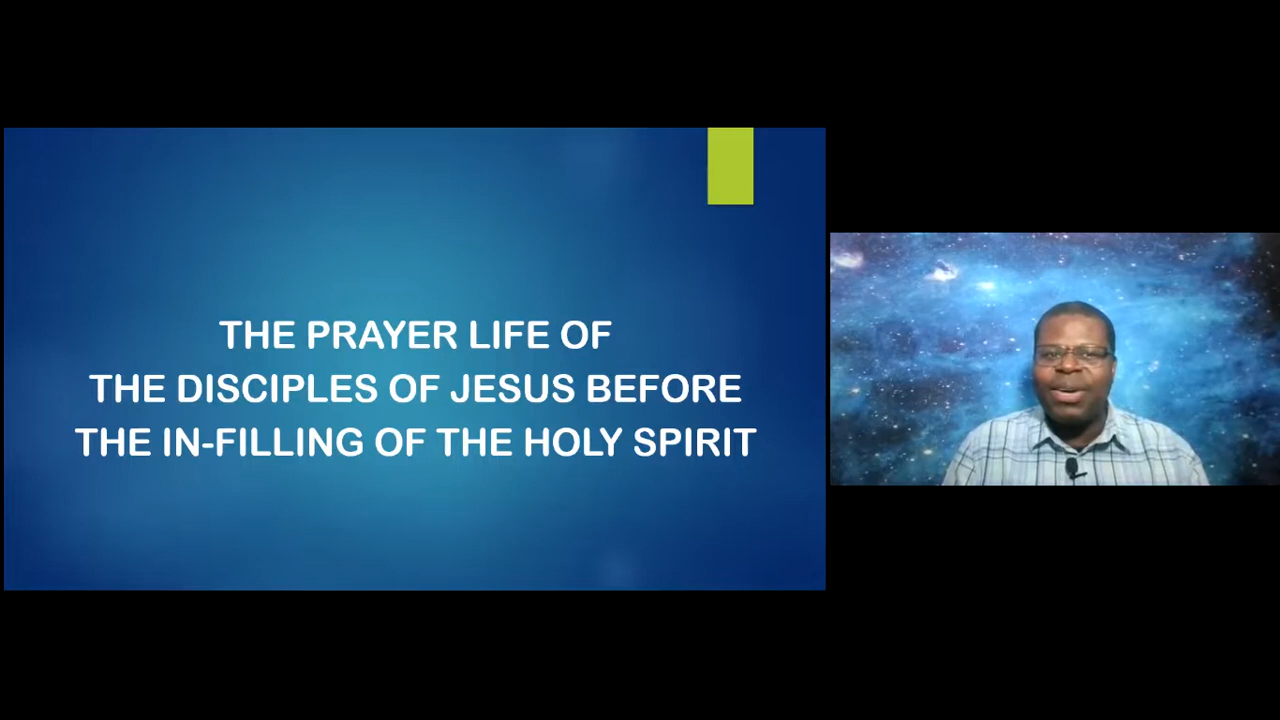 THE PRAYER LIFE OF
THE DISCIPLES OF JESUS BEFORE
THE IN-FILLING OF THE HOLY SPIRIT